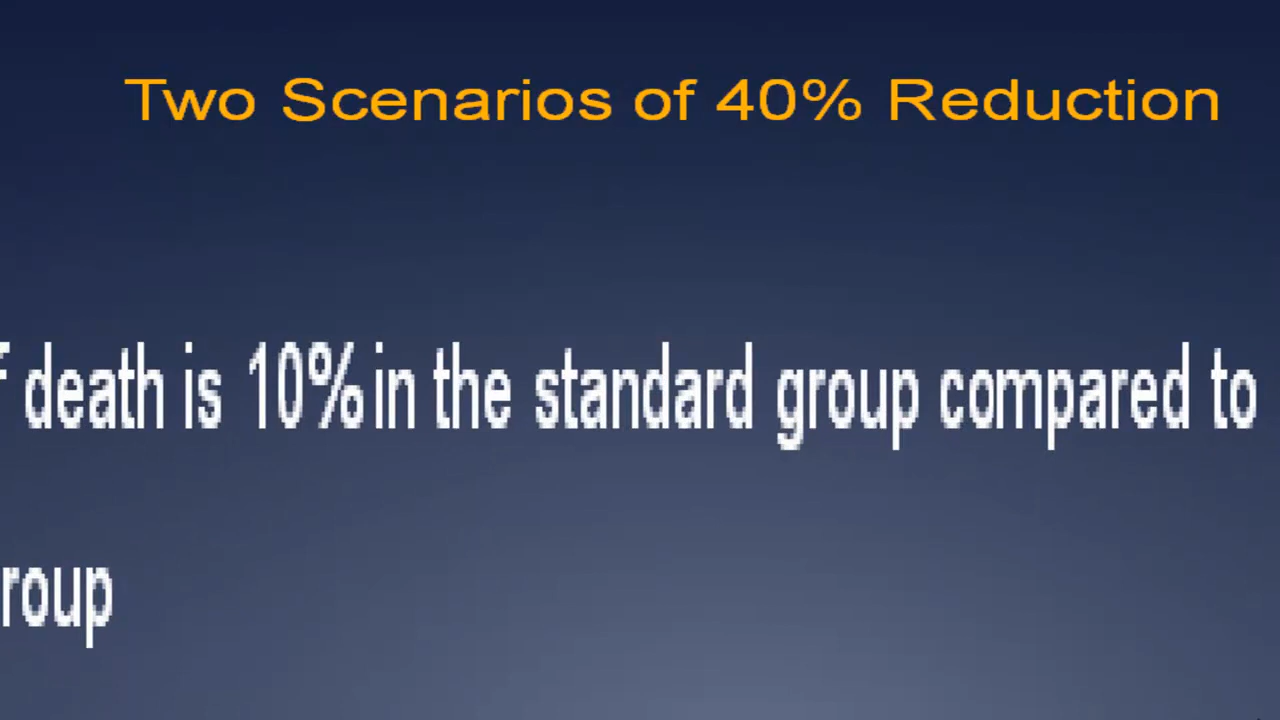 Two Scenarios of 40% Reduction
f death is 10% in the standard group compared to
roup